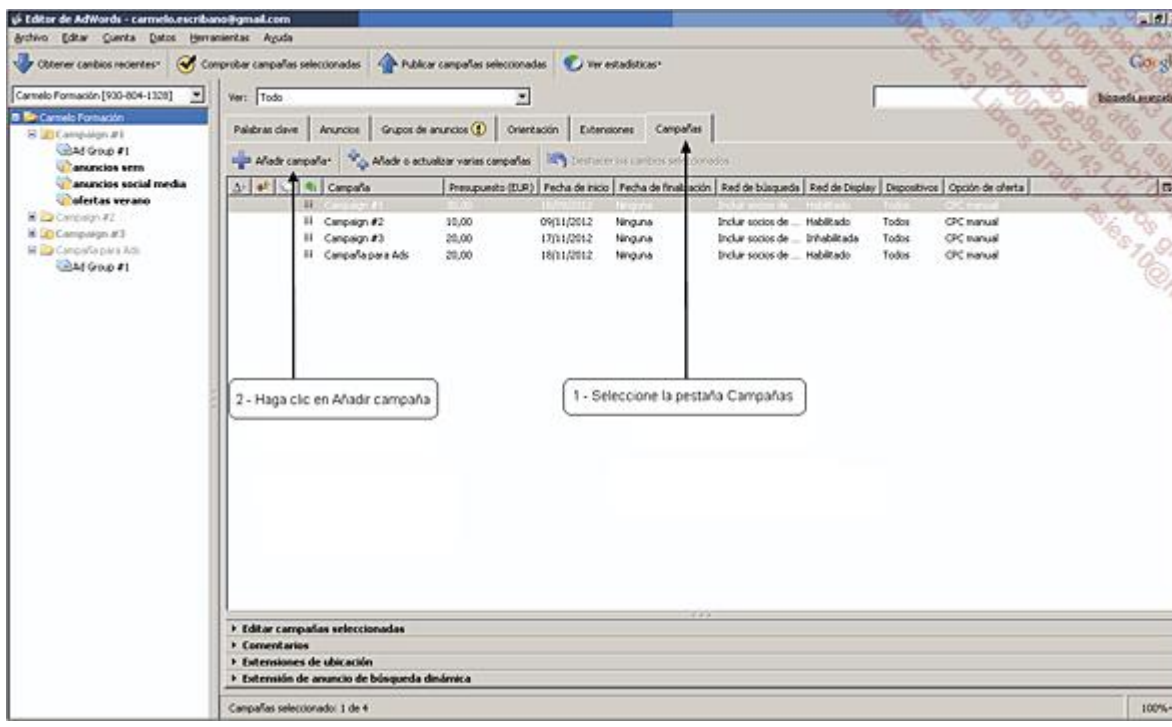 Editor de AdWords - carmelo.escribano@gmail.com
Archivo Editar Cuenta Datos Herramientas Ayuda
Obtener cambios recientes Comprobar campañas seleccionadas Publicar campañas seleccionadas Ver estadísticas
Carmelo Formación [930-804-1328] Ver: Todo búsqueda avanzada
Carmelo Formación
Campaign #1
Ad Group #1
anuncios sem
anuncios social media
ofertas verano
Campaign #2
Campaign #3
Campaña para Ads
Ad Group #1
Palabras clave Anuncios Grupos de anuncios Orientación Extensiones Campañas
Añadir campaña Añadir o actualizar varias campañas Deshacer los cambios seleccionados
Campaña Presupuesto (EUR) Fecha de inicio Fecha de finalización Red de búsqueda Red de Display Dispositivos Opción de oferta
Campaign #1 Ninguna Incluir socios de ... Habilitado Todos CPC manual
Campaign #2 10,00 09/11/2012 Ninguna Incluir socios de ... Habilitado Todos CPC manual
Campaign #3 20,00 17/11/2012 Ninguna Incluir socios de ... Inhabilitada Todos CPC manual
Campaña para Ads 20,00 18/11/2012 Ninguna Incluir socios de ... Habilitado Todos CPC manual
2 - Haga clic en Añadir campaña
1 - Seleccione la pestaña Campañas
Editar campañas seleccionadas
Comentarios
Extensiones de ubicación
Extensión de anuncio de búsqueda dinámica
Campañas seleccionado: 1 de 4 100%